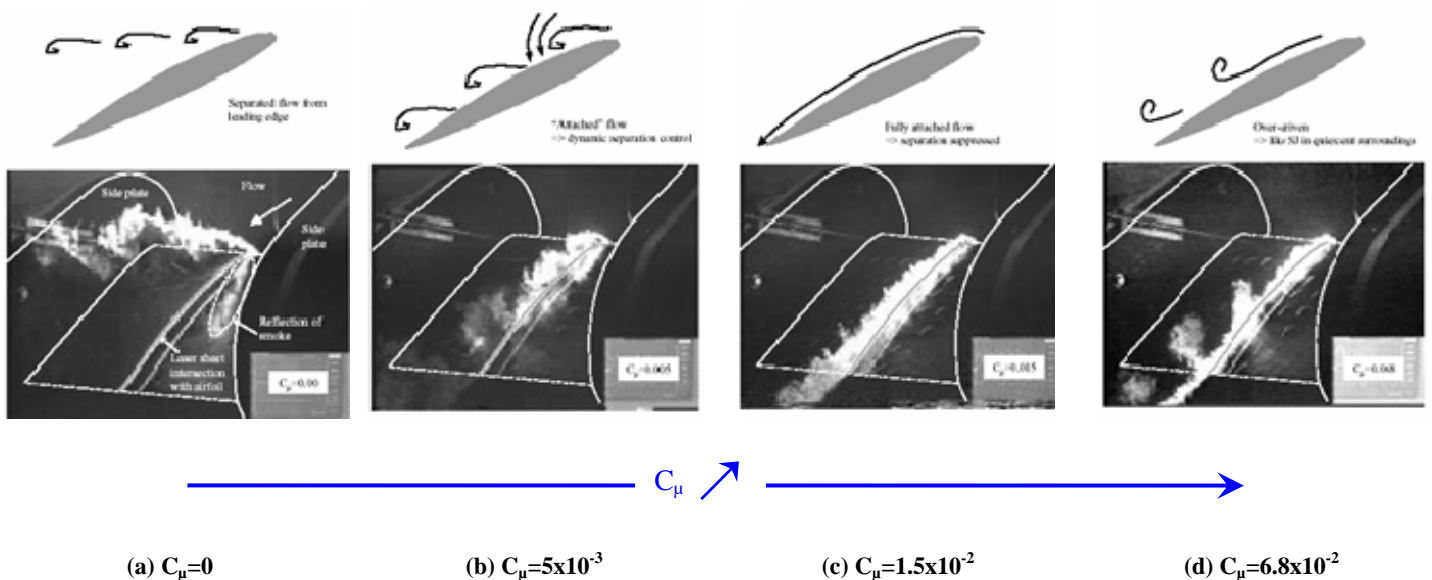 Separated flow from
leading edge
"Attached" flow
=> dynamic separation control
Fully attached flow
=> separation suppressed
Over-driven
=> like SJ in quiescent surroundings
Side plate
Flow
Side
plate
Reflection of
smoke
Laser sheet
intersection
with airfoil
Cμ=0.00
Cμ=0.005
Cμ=0.015
Cμ=0.068
Cμ
(a) Cμ=0
(b) Cμ=5x10⁻³
(c) Cμ=1.5x10⁻²
(d) Cμ=6.8x10⁻²